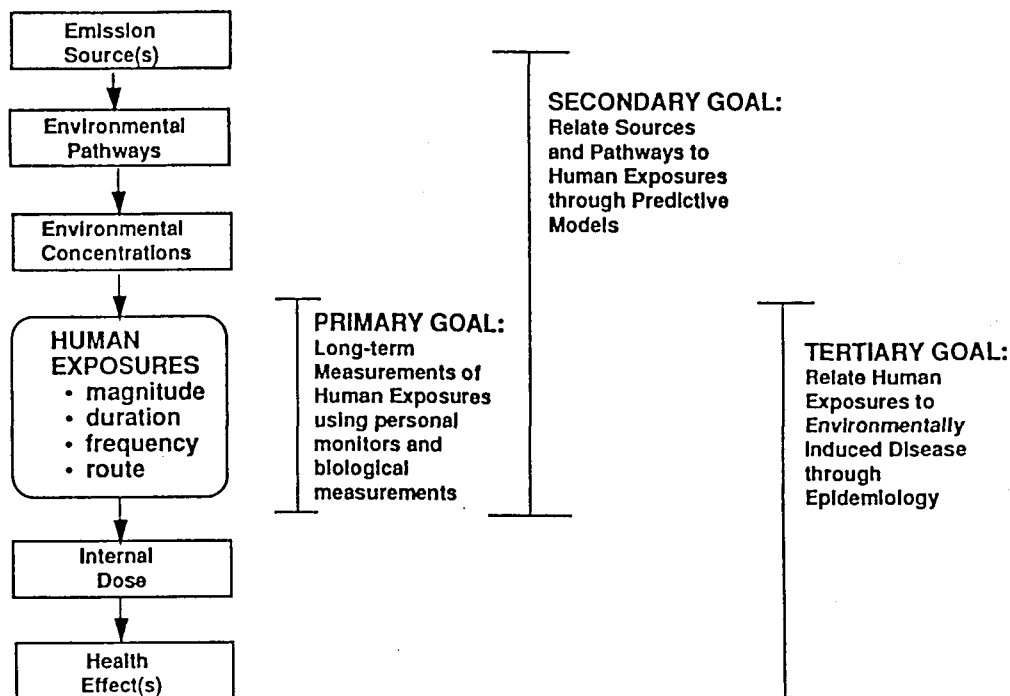 Emission
Source(s)
Environmental
Pathways
Environmental
Concentrations
HUMAN
EXPOSURES
• magnitude
• duration
• frequency
• route
Internal
Dose
Health
Effect(s)
PRIMARY GOAL:
Long-term
Measurements of
Human Exposures
using personal
monitors and
biological
measurements
SECONDARY GOAL:
Relate Sources
and Pathways to
Human Exposures
through Predictive
Models
TERTIARY GOAL:
Relate Human
Exposures to
Environmentally
Induced Disease
through
Epidemiology